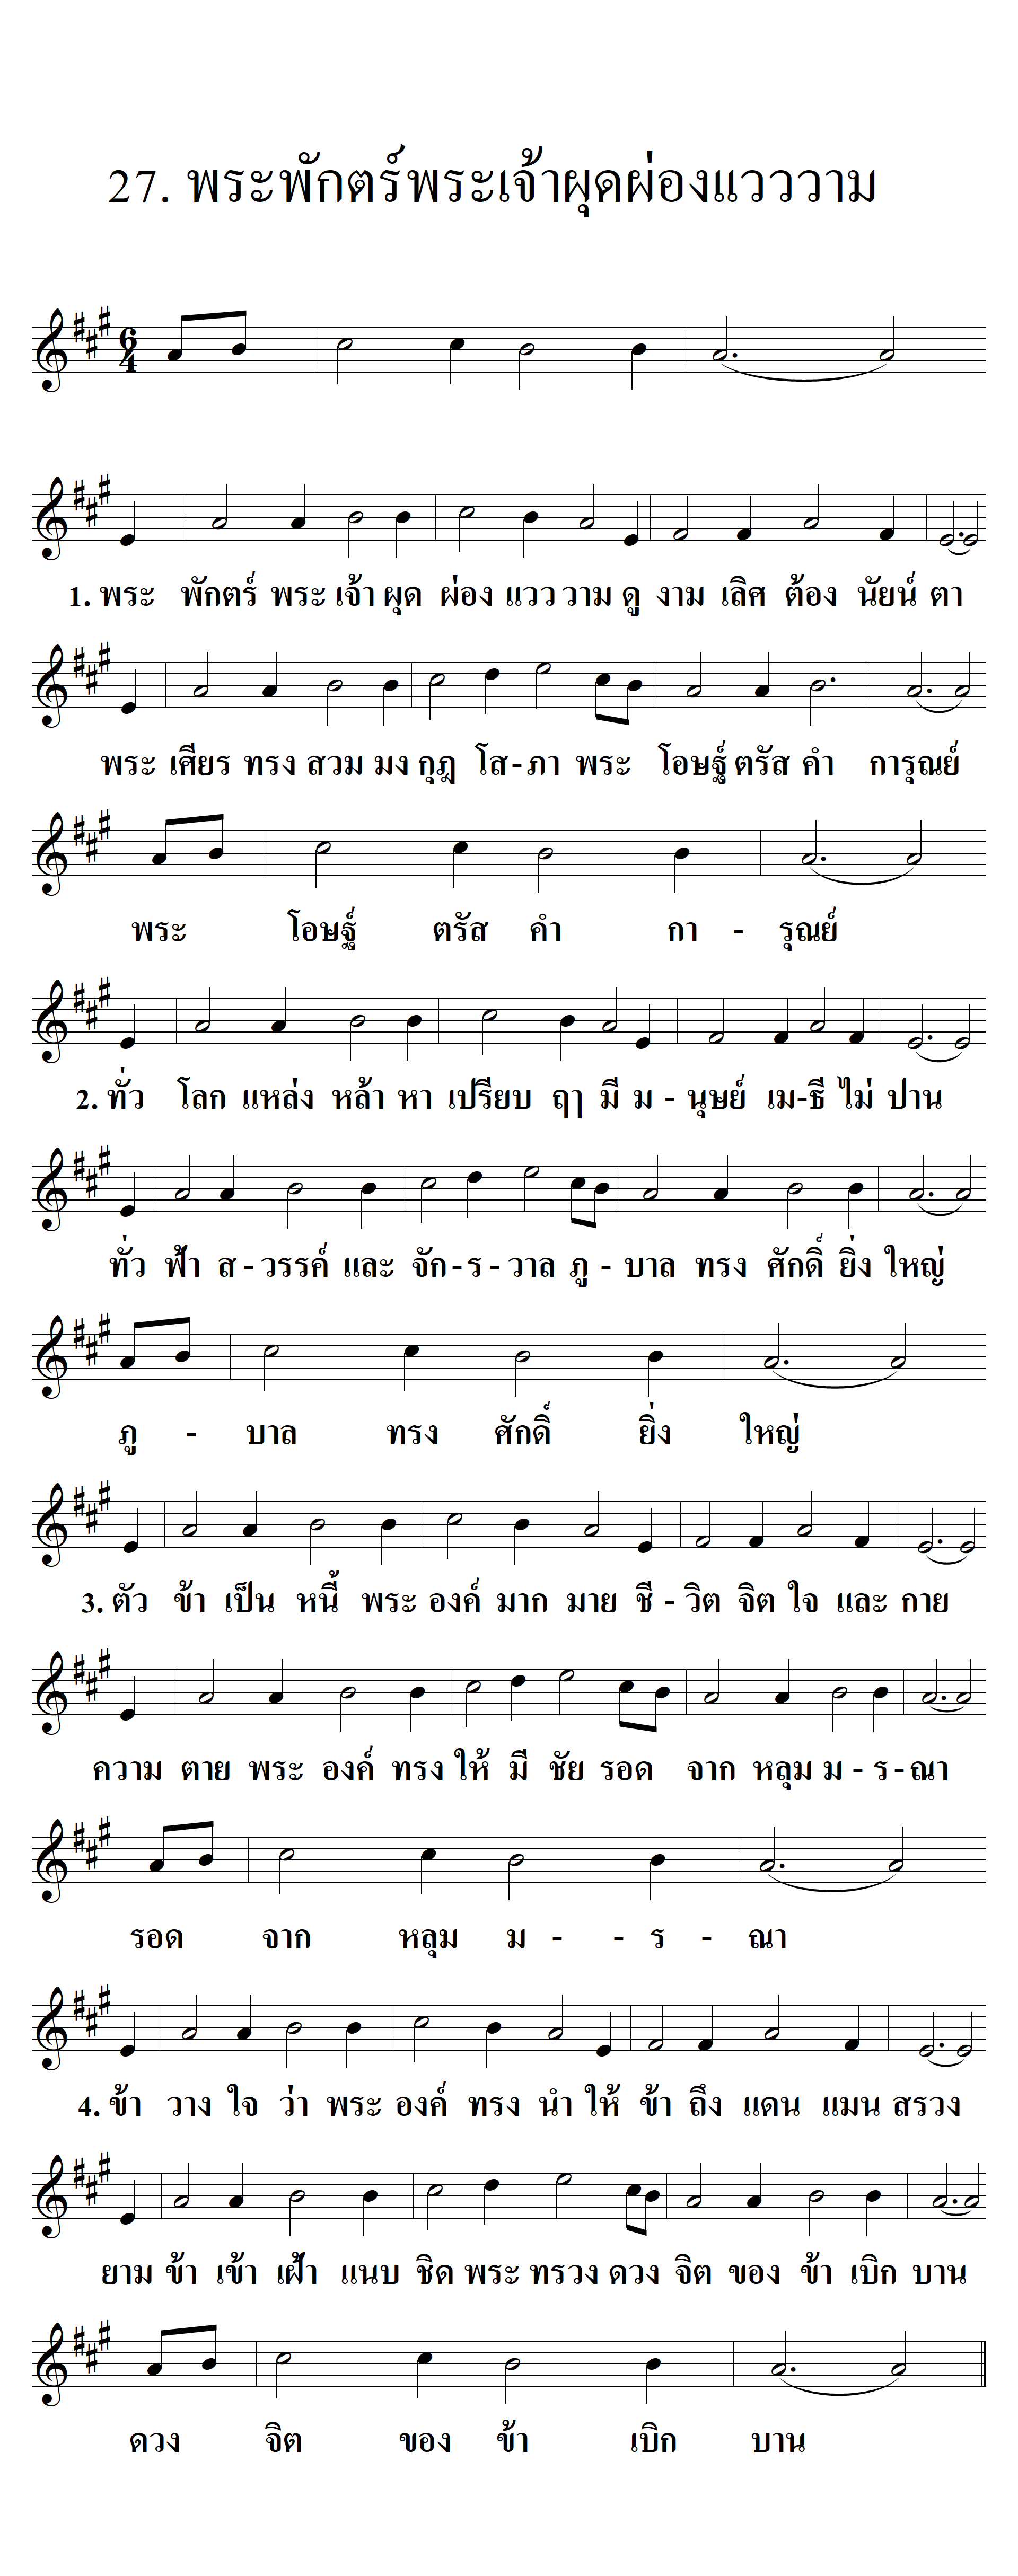 27. พระพักตร์พระเจ้าผุดผ่องแวววาม
6
4
1. พระ พักตร์ พระ เจ้า ผุด ผ่อง แวว วาม ดู งาม เลิศ ต้อง นัยน์ ตา
พระ เศียร ทรง สวม มง กุฎ โส - ภา พระ โอษฐ์ ตรัส คำ การุณย์
พระ โอษฐ์ ตรัส คำ กา - รุณย์
2. ทั่ว โลก แหล่ง หล้า หา เปรียบ ฤๅ มี ม - นุษย์ เม-ธี ไม่ ปาน
ทั่ว ฟ้า ส - วรรค์ และ จัก - ร - วาล ภู - บาล ทรง ศักดิ์ ยิ่ง ใหญ่
ภู - บาล ทรง ศักดิ์ ยิ่ง ใหญ่
3. ตัว ข้า เป็น หนี้ พระ องค์ มาก มาย ชี - วิต จิต ใจ และ กาย
ความ ตาย พระ องค์ ทรง ให้ มี ชัย รอด จาก หลุม ม - ร - ณา
รอด จาก หลุม ม - - ร - ณา
4. ข้า วาง ใจ ว่า พระ องค์ ทรง นำ ให้ ข้า ถึง แดน แมน สรวง
ยาม ข้า เข้า เฝ้า แนบ ชิด พระ ทรวง ดวง จิต ของ ข้า เบิก บาน
ดวง จิต ของ ข้า เบิก บาน